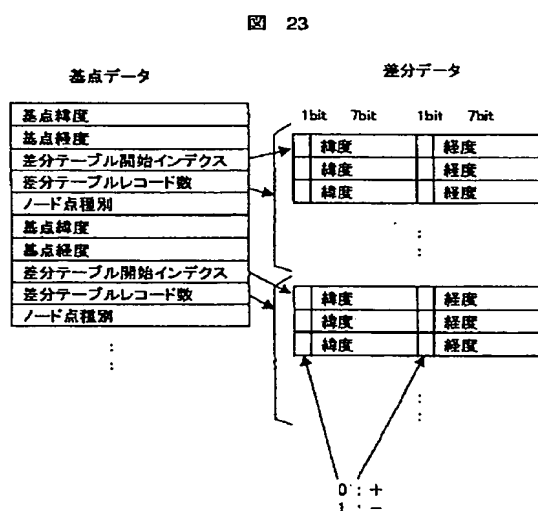 図 23
基点データ
基点緯度
基点経度
差分テーブル開始インデクス
差分テーブルレコード数
ノード点種別
基点緯度
基点経度
差分テーブル開始インデクス
差分テーブルレコード数
ノード点種別
:
差分データ
1bit 7bit 1bit 7bit
緯度 経度
緯度 経度
緯度 経度
: :
緯度 経度
緯度 経度
緯度 経度
: :
0 : +
1 : -